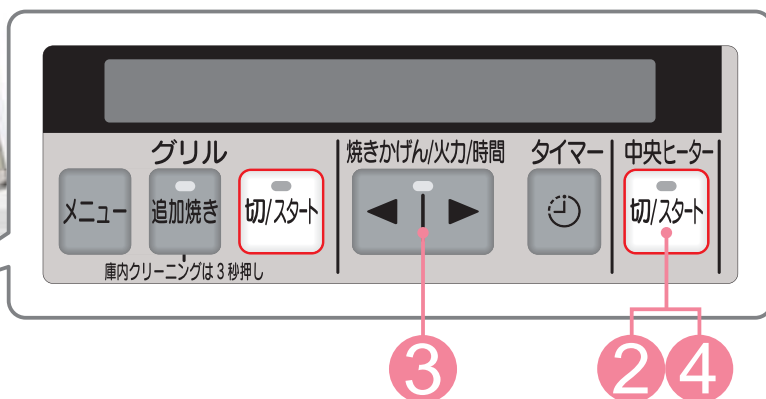 グリル
焼きかげん/火力/時間
タイマー
中央ヒーター
メニュー
追加焼き
切/スタート
切/スタート
庫内クリーニングは3秒押し
3
2
4